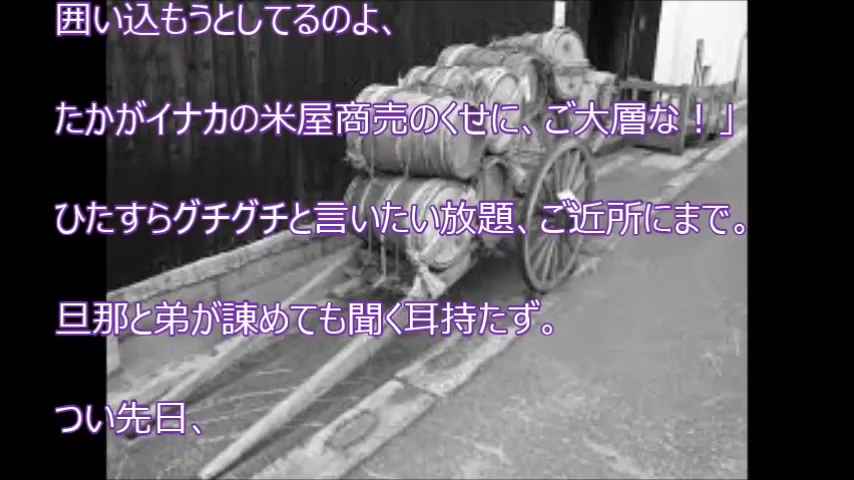 囲い込もうとしてるのよ、
たかがイナカの米屋商売のくせに、ご大層な！」
ひたすらグチグチと言いたい放題、ご近所にまで。
旦那と弟が諌めても聞く耳持たず。
つい先日、